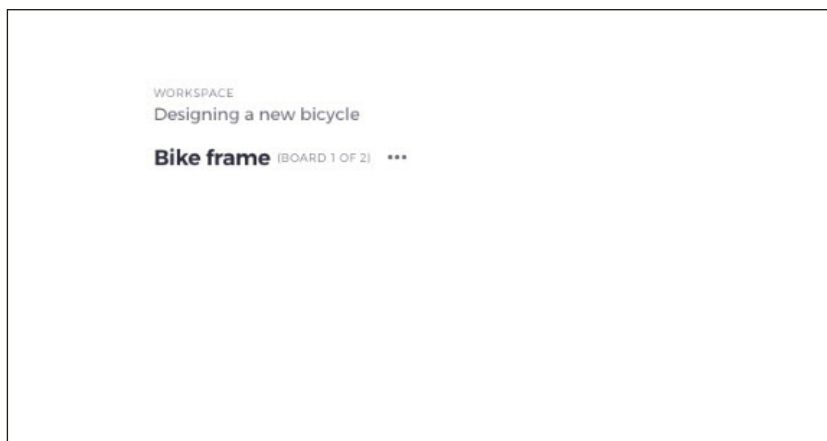 WORKSPACE
Designing a new bicycle
Bike frame (BOARD 1 OF 2) •••